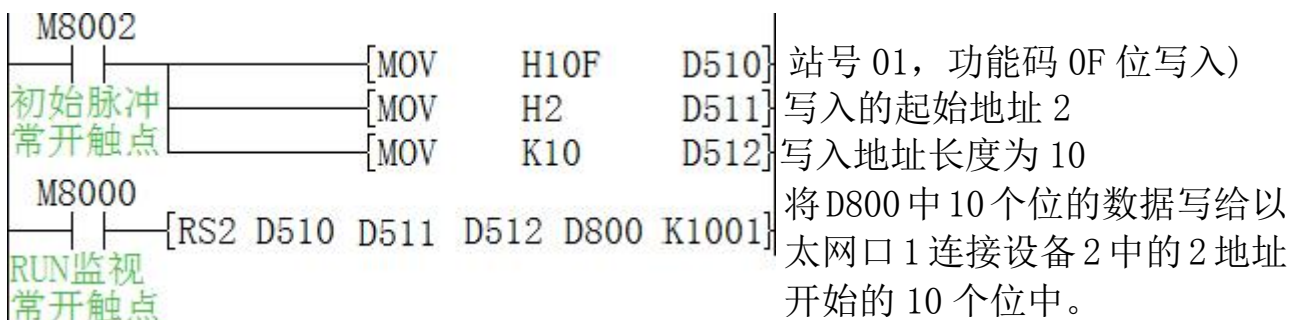 M8002
[MOV H10F D510] 站号 01，功能码 0F 位写入)
初始脉冲
常开触点
[MOV H2 D511] 写入的起始地址 2
[MOV K10 D512] 写入地址长度为 10
M8000
[RS2 D510 D511 D512 D800 K1001]
RUN监视
常开触点
将D800中10个位的数据写给以
太网口1连接设备2中的2地址
开始的 10 个位中。